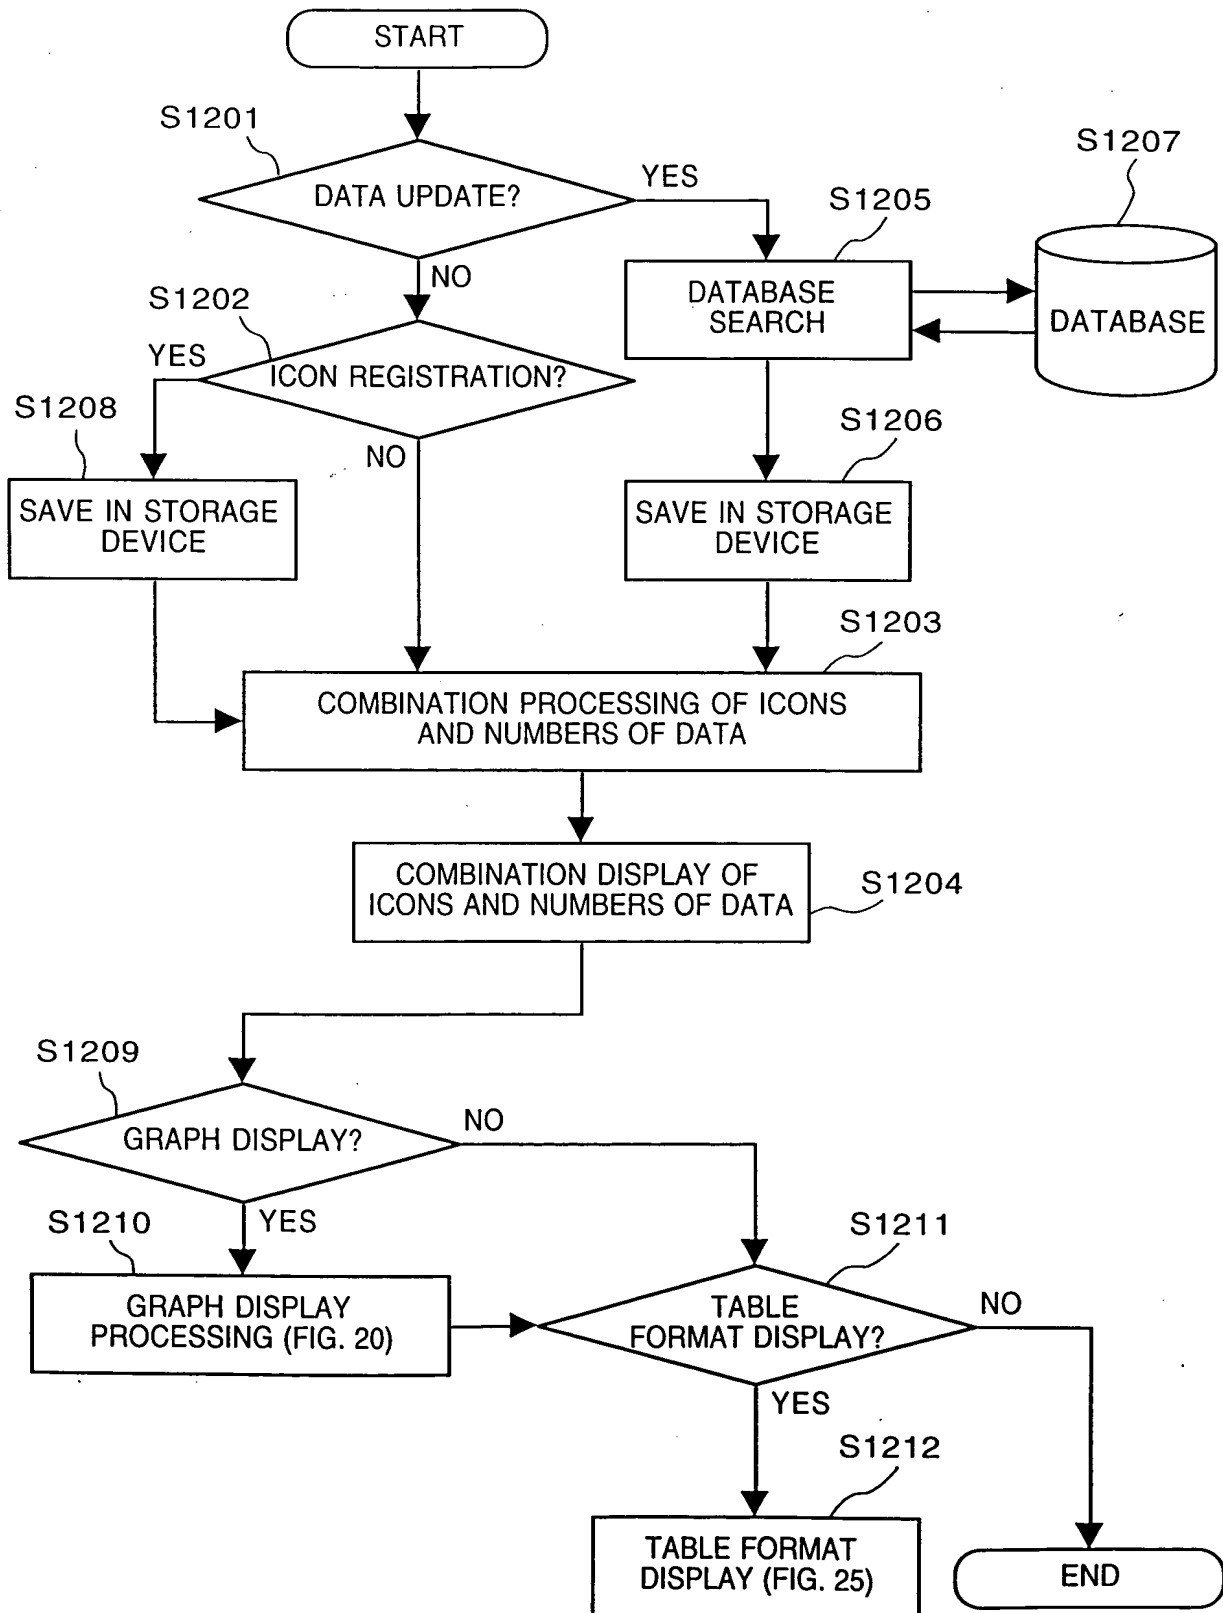 START
S1201
DATA UPDATE?
YES
S1207
S1205
NO
S1202
DATABASE
SEARCH
DATABASE
YES
ICON REGISTRATION?
S1208
NO
S1206
SAVE IN STORAGE
DEVICE
SAVE IN STORAGE
DEVICE
S1203
COMBINATION PROCESSING OF ICONS
AND NUMBERS OF DATA
COMBINATION DISPLAY OF
ICONS AND NUMBERS OF DATA
S1204
S1209
GRAPH DISPLAY?
NO
S1210
YES
S1211
GRAPH DISPLAY
PROCESSING (FIG. 20)
TABLE
FORMAT DISPLAY?
NO
YES
S1212
TABLE FORMAT
DISPLAY (FIG. 25)
END